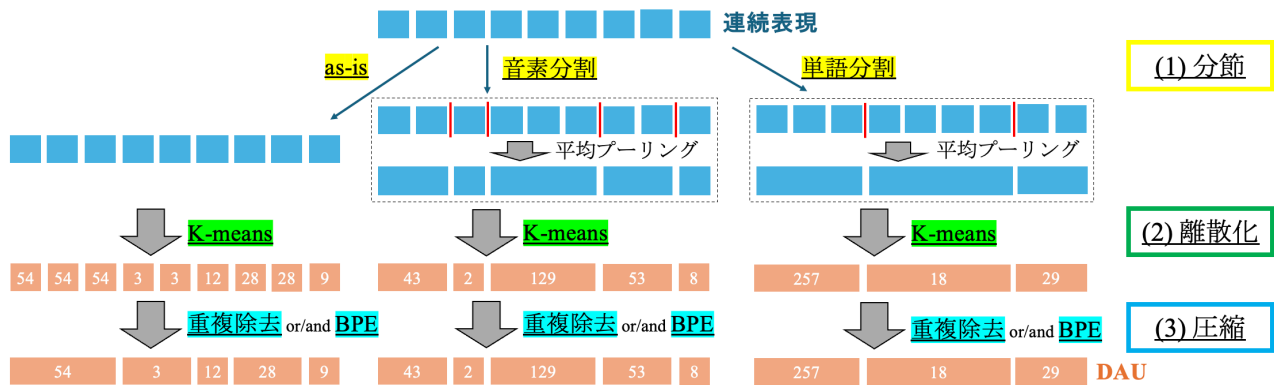 連続表現
as-is
音素分割
単語分割
(1) 分節
平均プーリング
平均プーリング
K-means
K-means
K-means
(2) 離散化
54 54 54 3 3 12 28 28 9
43 2 129 53 8
257 18 29
重複除去 or/and BPE
重複除去 or/and BPE
重複除去 or/and BPE
(3) 圧縮
54 3 12 28 9
43 2 129 53 8
257 18 29
DAU